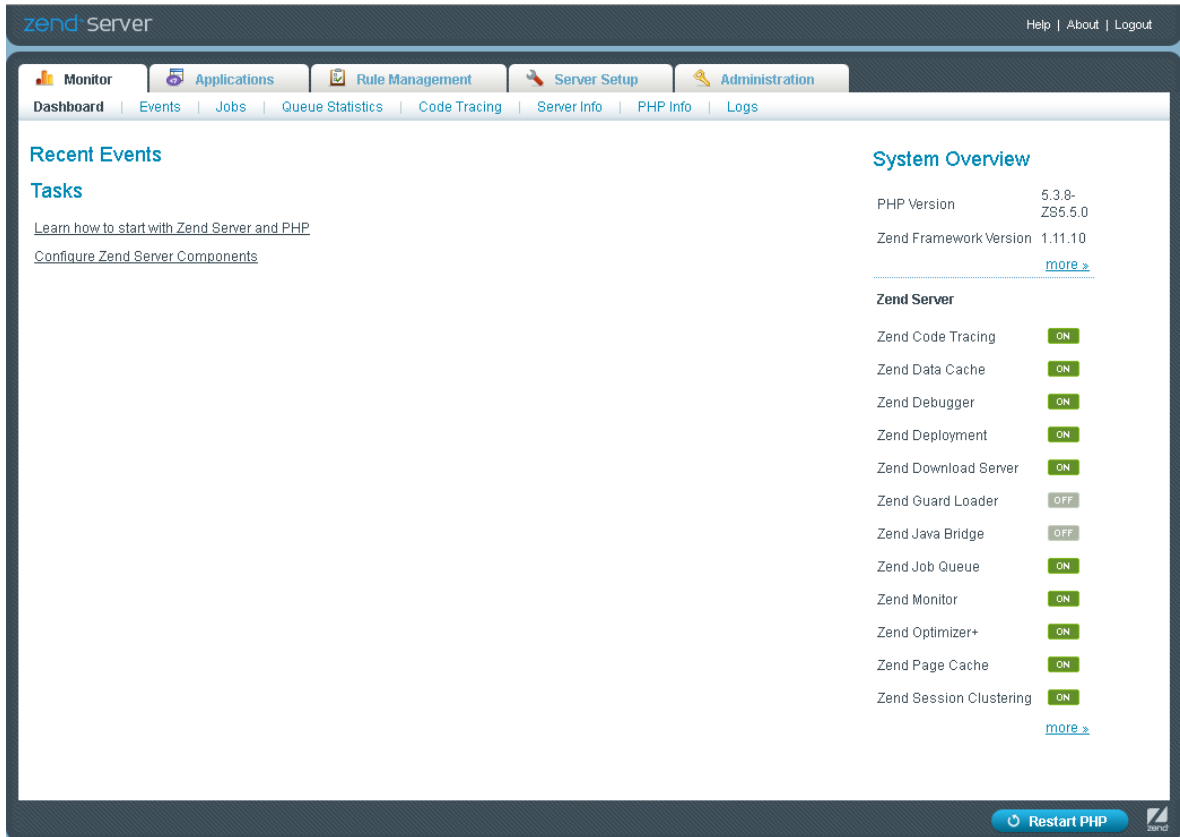 zend server
Help | About | Logout
Monitor Applications Rule Management Server Setup Administration
Dashboard | Events | Jobs | Queue Statistics | Code Tracing | Server Info | PHP Info | Logs
Recent Events
Tasks
Learn how to start with Zend Server and PHP
Configure Zend Server Components
System Overview
PHP Version 5.3.8-
ZS5.5.0
Zend Framework Version 1.11.10
more »
Zend Server
Zend Code Tracing ON
Zend Data Cache ON
Zend Debugger ON
Zend Deployment ON
Zend Download Server ON
Zend Guard Loader OFF
Zend Java Bridge OFF
Zend Job Queue ON
Zend Monitor ON
Zend Optimizer+ ON
Zend Page Cache ON
Zend Session Clustering ON
more »
Restart PHP
zend